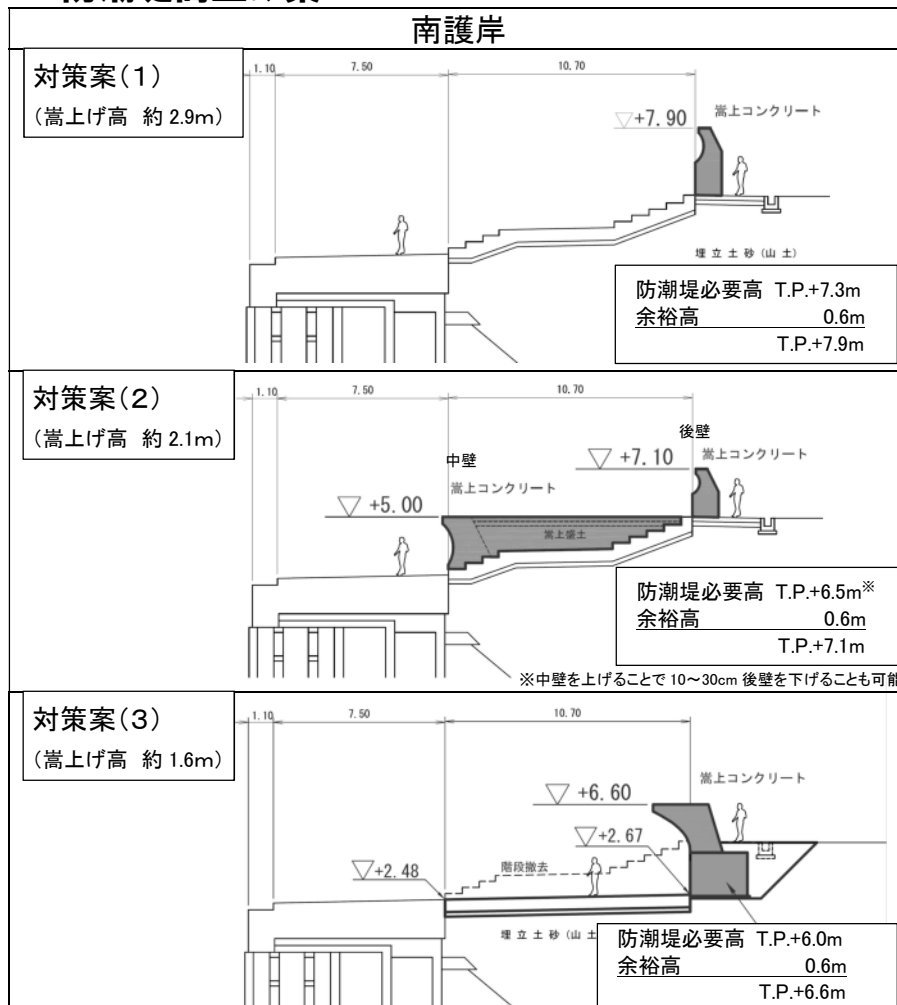 南護岸
対策案(1)
(嵩上げ高 約2.9m)
1.10
7.50
10.70
▽+7.90
嵩上コンクリート
埋立土砂(山土)
防潮堤必要高 T.P.+7.3m
余裕高 0.6m
T.P.+7.9m
対策案(2)
(嵩上げ高 約2.1m)
1.10
7.50
10.70
後壁
▽ +7.10
嵩上コンクリート
中壁
嵩上コンクリート
▽ +5.00
嵩上盛土
防潮堤必要高 T.P.+6.5m※
余裕高 0.6m
T.P.+7.1m
※中壁を上げることで10~30cm後壁を下げることも可能
対策案(3)
(嵩上げ高 約1.6m)
1.10
7.50
10.70
嵩上コンクリート
▽ +6.60
▽+2.67
▽+2.48
階段撤去
埋立土砂(山土
防潮堤必要高 T.P.+6.0m
余裕高 0.6m
T.P.+6.6m